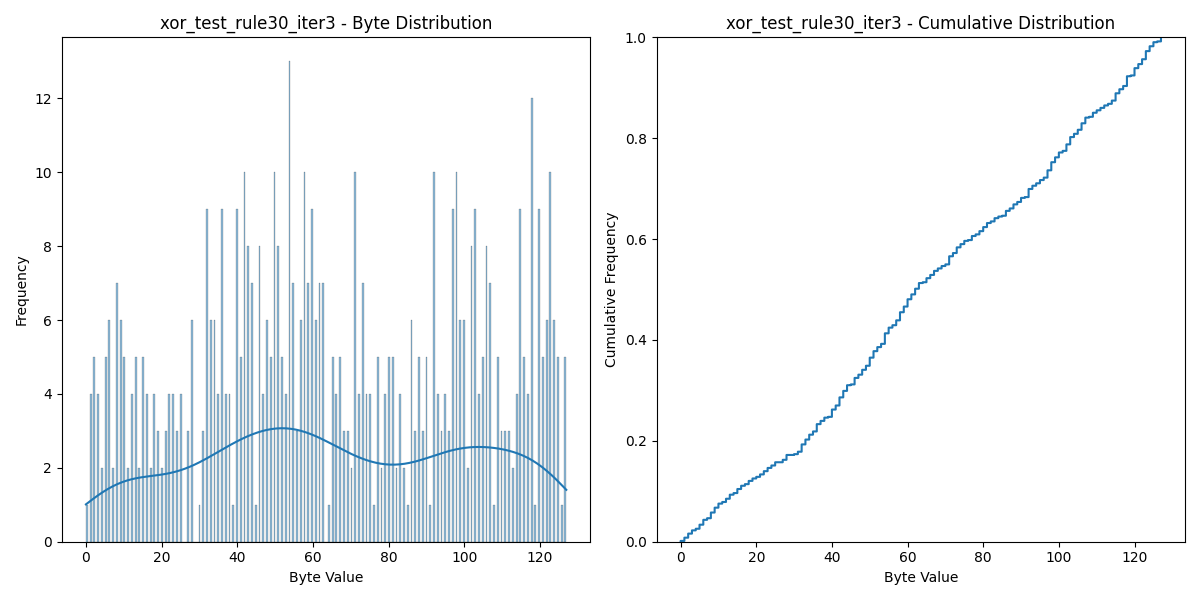 xor_test_rule30_iter3 - Byte Distribution
12
10
8
6
4
2
0
Frequency
0 20 40 60 80 100 120
Byte Value
xor_test_rule30_iter3 - Cumulative Distribution
1.0
0.8
0.6
0.4
0.2
0.0
Cumulative Frequency
0 20 40 60 80 100 120
Byte Value